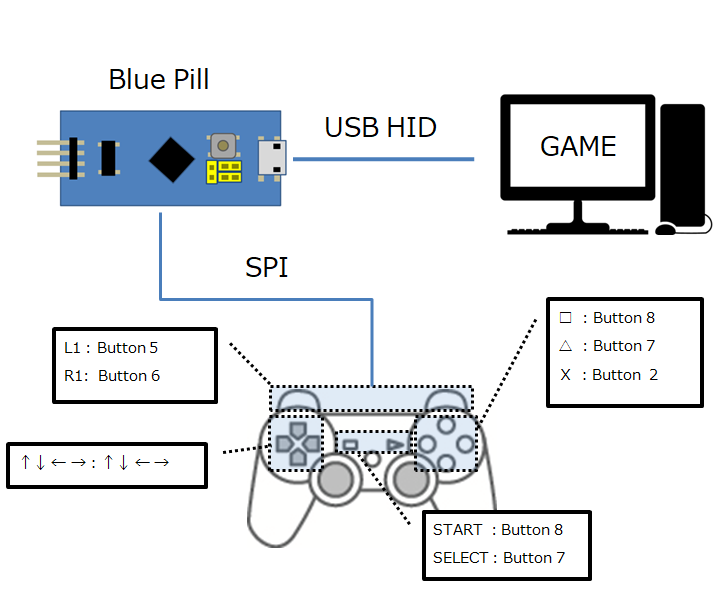 Blue Pill
USB HID
GAME
SPI
□ : Button 8
△ : Button 7
X : Button 2
L1 : Button 5
R1: Button 6
↑↓←→ : ↑↓←→
START : Button 8
SELECT : Button 7